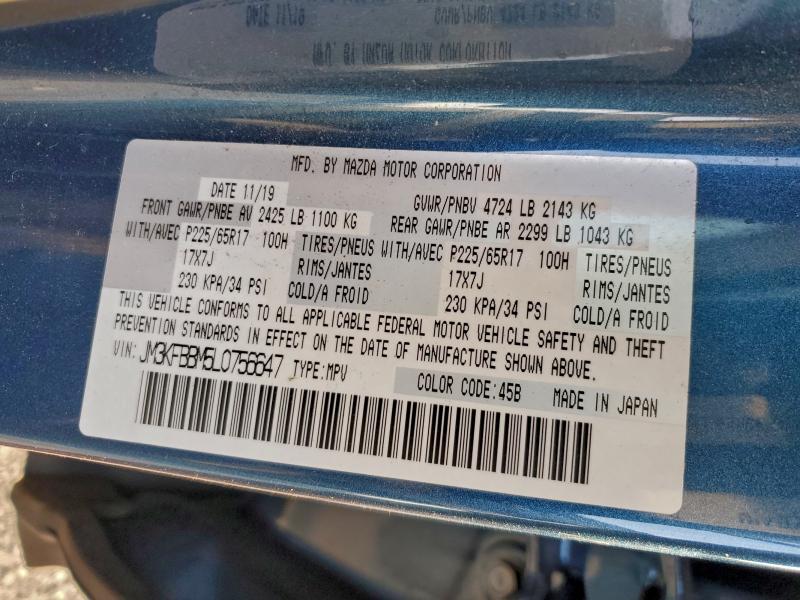 MFD. BY MAZDA MOTOR CORPORATION
DATE 11/19 GVWR/PNBV 4724 LB 2143 KG
FRONT GAWR/PNBE AV 2425 LB 1100 KG REAR GAWR/PNBE AR 2299 LB 1043 KG
WITH/AVEC P225/65R17 100H TIRES/PNEUS WITH/AVEC P225/65R17 100H TIRES/PNEUS
17X7J RIMS/JANTES 17X7J RIMS/JANTES
230 KPA/34 PSI COLD/A FROID 230 KPA/34 PSI COLD/A FROID
THIS VEHICLE CONFORMS TO ALL APPLICABLE FEDERAL MOTOR VEHICLE SAFETY AND THEFT
PREVENTION STANDARDS IN EFFECT ON THE DATE OF MANUFACTURE SHOWN ABOVE.
VIN: JM3KFBBM5L0756647 TYPE:MPV
COLOR CODE:45B MADE IN JAPAN